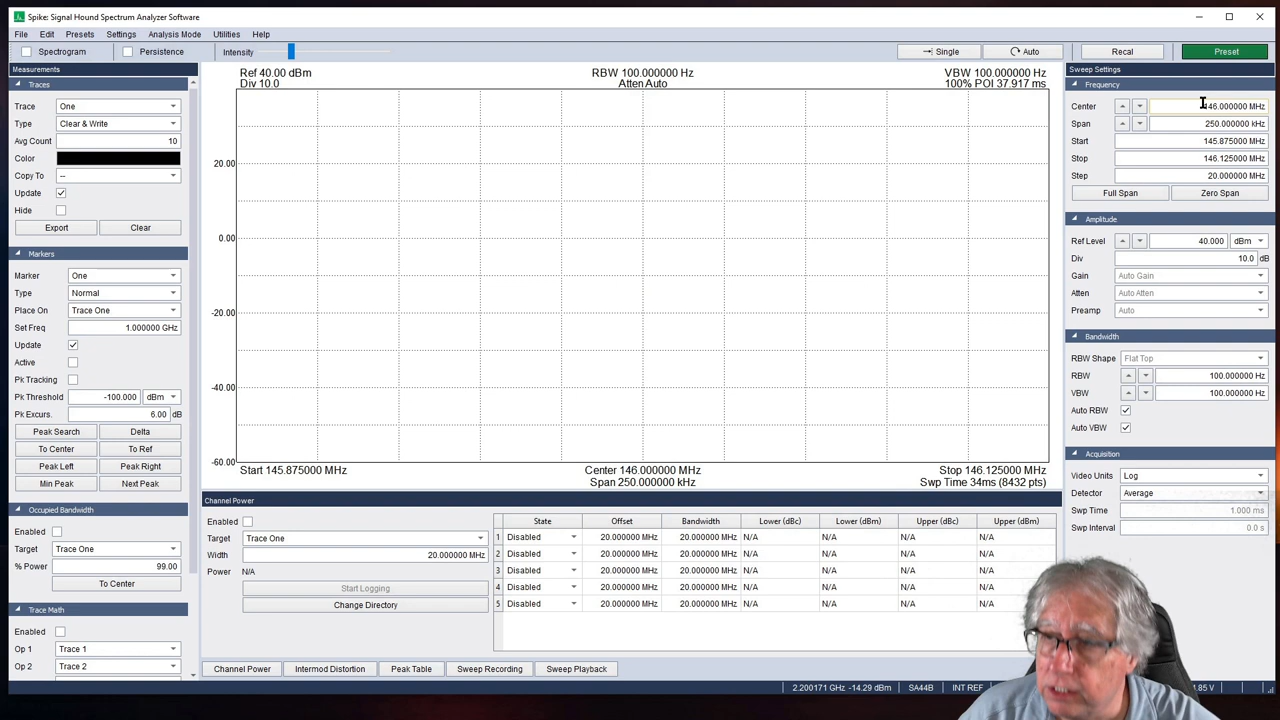 Spike: Signal Hound Spectrum Analyzer Software
File Edit Presets Settings Analysis Mode Utilities Help
Spectrogram Persistence Intensity Single Auto Recal Preset
Measurements
Traces
Trace One
Type Clear & Write
Avg Count 10
Color
Copy To --
Update
Hide
Export Clear
Markers
Marker One
Type Normal
Place On Trace One
Set Freq 1.000000 GHz
Update
Active
Pk Tracking
Pk Threshold -100.000 dBm
Pk Excurs. 6.00 dB
Peak Search Delta
To Center To Ref
Peak Left Peak Right
Min Peak Next Peak
Occupied Bandwidth
Enabled
Target Trace One
% Power 99.00
To Center
Trace Math
Enabled
Op 1 Trace 1
Op 2 Trace 2
Ref 40.00 dBm RBW 100.000000 Hz VBW 100.000000 Hz
Div 10.0 Atten Auto 100% POI 37.917 ms
20.00
0.00
-20.00
-40.00
-60.00
Start 145.875000 MHz Center 146.000000 MHz Stop 146.125000 MHz
Span 250.000000 kHz Swp Time 34ms (8432 pts)
Channel Power
Enabled
Target Trace One
Width 20.000000 MHz
Power N/A
Start Logging
Change Directory
State Offset Bandwidth Lower (dBc) Lower (dBm) Upper (dBc) Upper (dBm)
1 Disabled 20.000000 MHz 20.000000 MHz N/A N/A N/A N/A
2 Disabled 20.000000 MHz 20.000000 MHz N/A N/A N/A N/A
3 Disabled 20.000000 MHz 20.000000 MHz N/A N/A N/A N/A
4 Disabled 20.000000 MHz 20.000000 MHz N/A N/A N/A N/A
5 Disabled 20.000000 MHz 20.000000 MHz N/A N/A N/A N/A
Channel Power Intermod Distortion Peak Table Sweep Recording Sweep Playback
Sweep Settings
Frequency
Center 146.000000 MHz
Span 250.000000 kHz
Start 145.875000 MHz
Stop 146.125000 MHz
Step 20.000000 MHz
Full Span Zero Span
Amplitude
Ref Level 40.000 dBm
Div 10.0 dB
Gain Auto Gain
Atten Auto Atten
Preamp Auto
Bandwidth
RBW Shape Flat Top
RBW 100.000000 Hz
VBW 100.000000 Hz
Auto RBW
Auto VBW
Acquisition
Video Units Log
Detector Average
Swp Time 1.000 ms
Swp Interval 0.0 s
2.200171 GHz -14.29 dBm SA44B INT REF .85 V